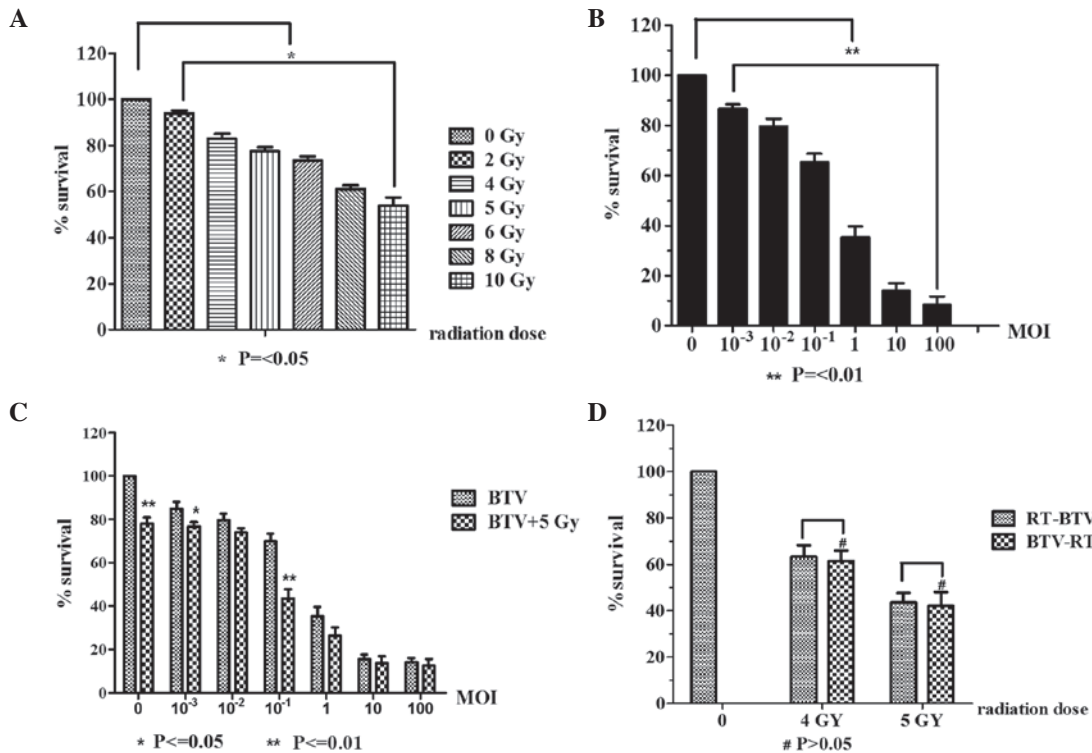 A
120
100
80
60
40
20
0
% survival
*
0 Gy
2 Gy
4 Gy
5 Gy
6 Gy
8 Gy
10 Gy
radiation dose
* P=<0.05
B
120
100
80
60
40
20
0
% survival
**
0 10-3 10-2 10-1 1 10 100
MOI
** P=<0.01
C
120
100
80
60
40
20
0
% survival
** * **
BTV
BTV+5 Gy
0 10-3 10-2 10-1 1 10 100
MOI
* P<=0.05 ** P<=0.01
D
120
100
80
60
40
20
0
% survival
# #
RT-BTV
BTV-RT
0 4 GY 5 GY
radiation dose
# P>0.05